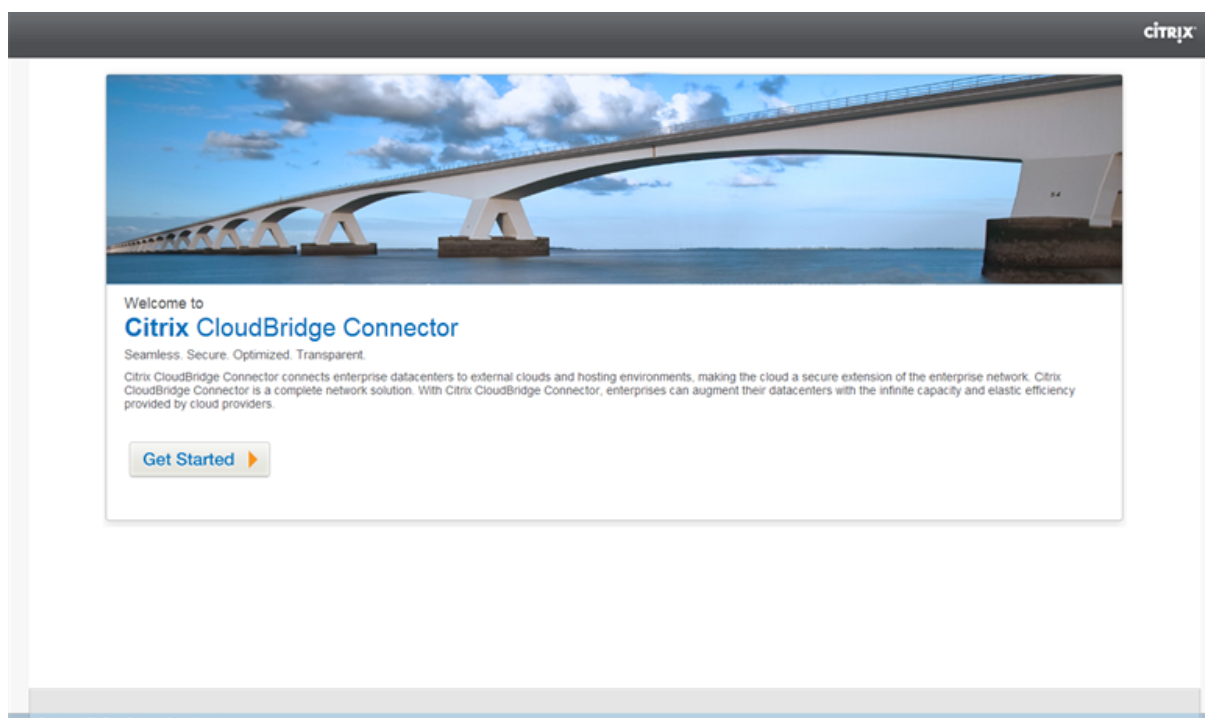 CİTRIX
Welcome to
Citrix CloudBridge Connector
Seamless. Secure. Optimized. Transparent.
Citrix CloudBridge Connector connects enterprise datacenters to external clouds and hosting environments, making the cloud a secure extension of the enterprise network. Citrix
CloudBridge Connector is a complete network solution. With Citrix CloudBridge Connector, enterprises can augment their datacenters with the infinite capacity and elastic efficiency
provided by cloud providers.
Get Started